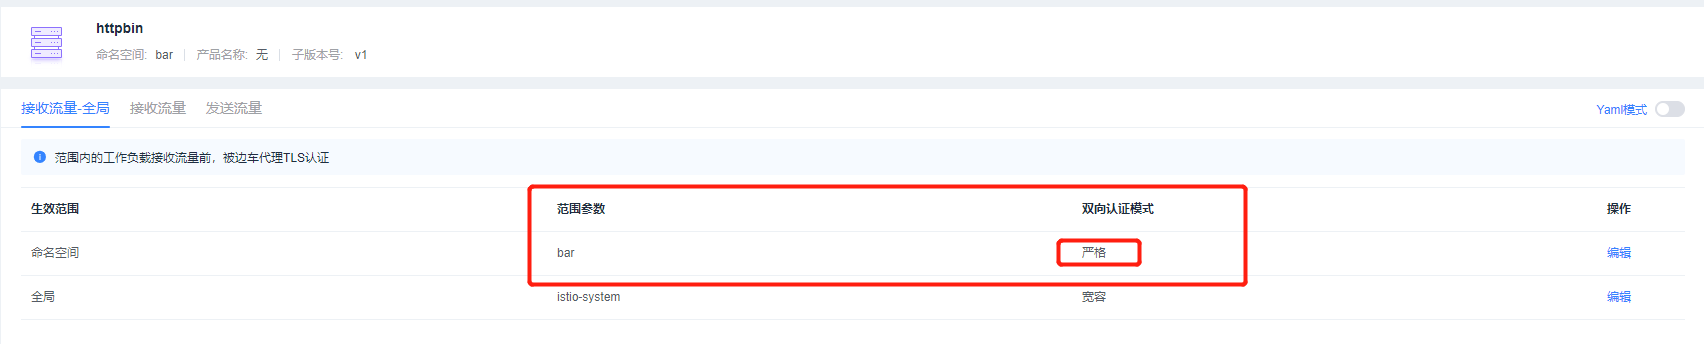 httpbin
命名空间: bar 产品名称: 无 子版本号: v1
接收流量-全局 接收流量 发送流量 Yaml模式
范围内的工作负载接收流量前，被边车代理TLS认证
生效范围 范围参数 双向认证模式 操作
命名空间 bar 严格 编辑
全局 istio-system 宽容 编辑